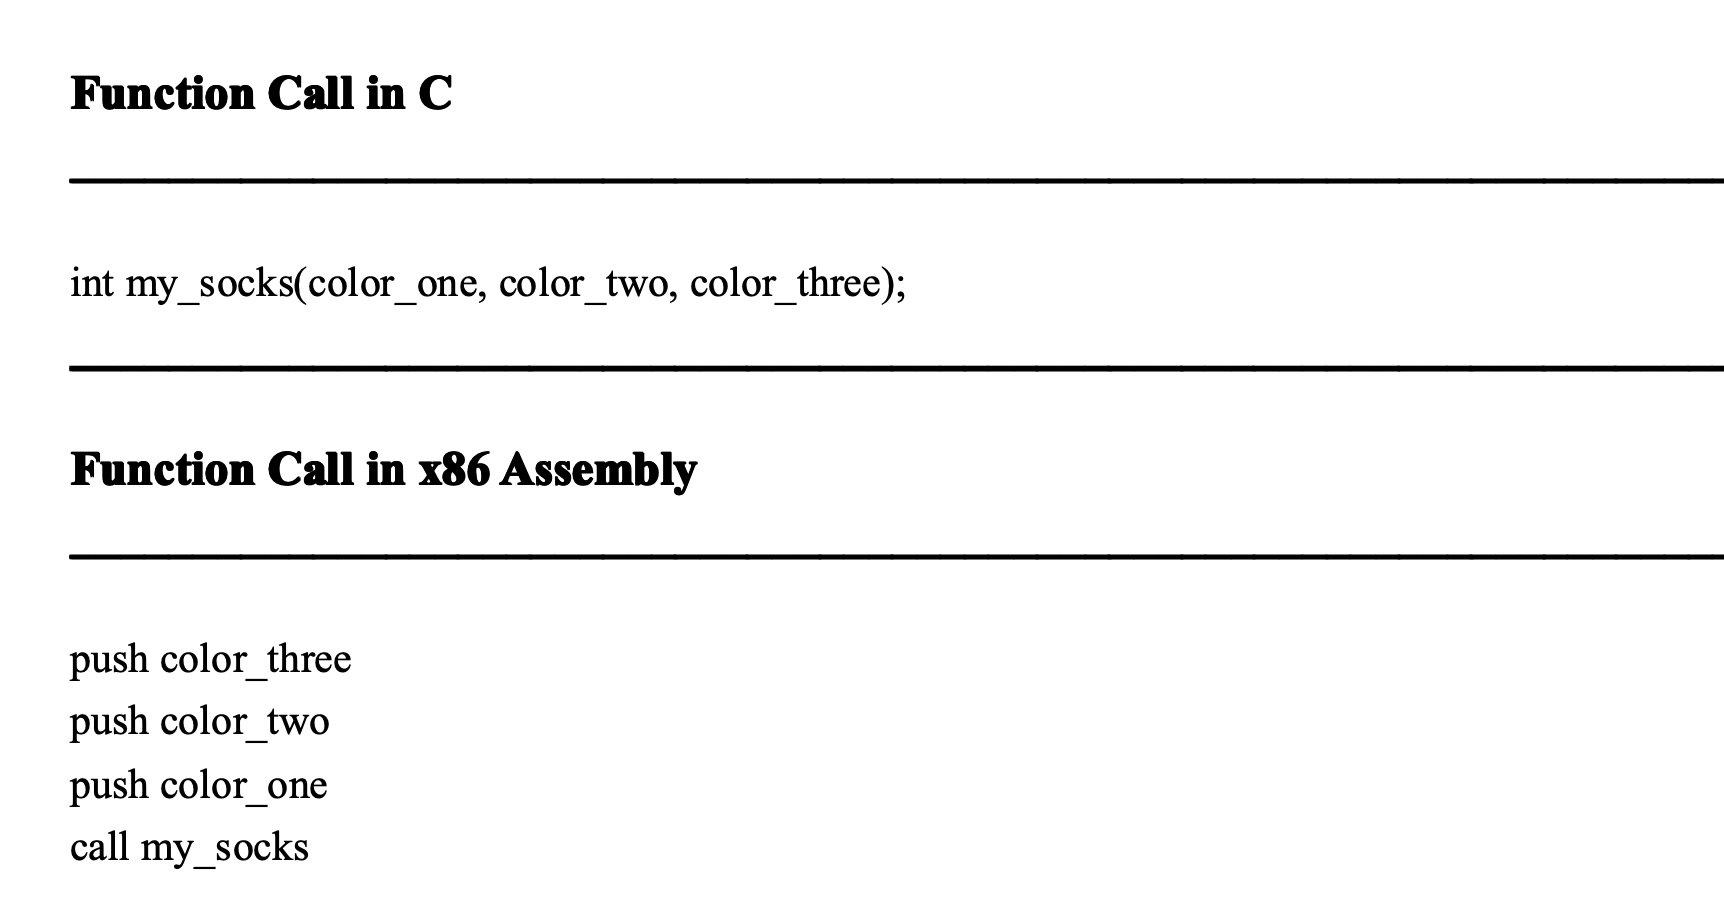 Function Call in C
int my_socks(color_one, color_two, color_three);
Function Call in x86 Assembly
push color_three
push color_two
push color_one
call my_socks